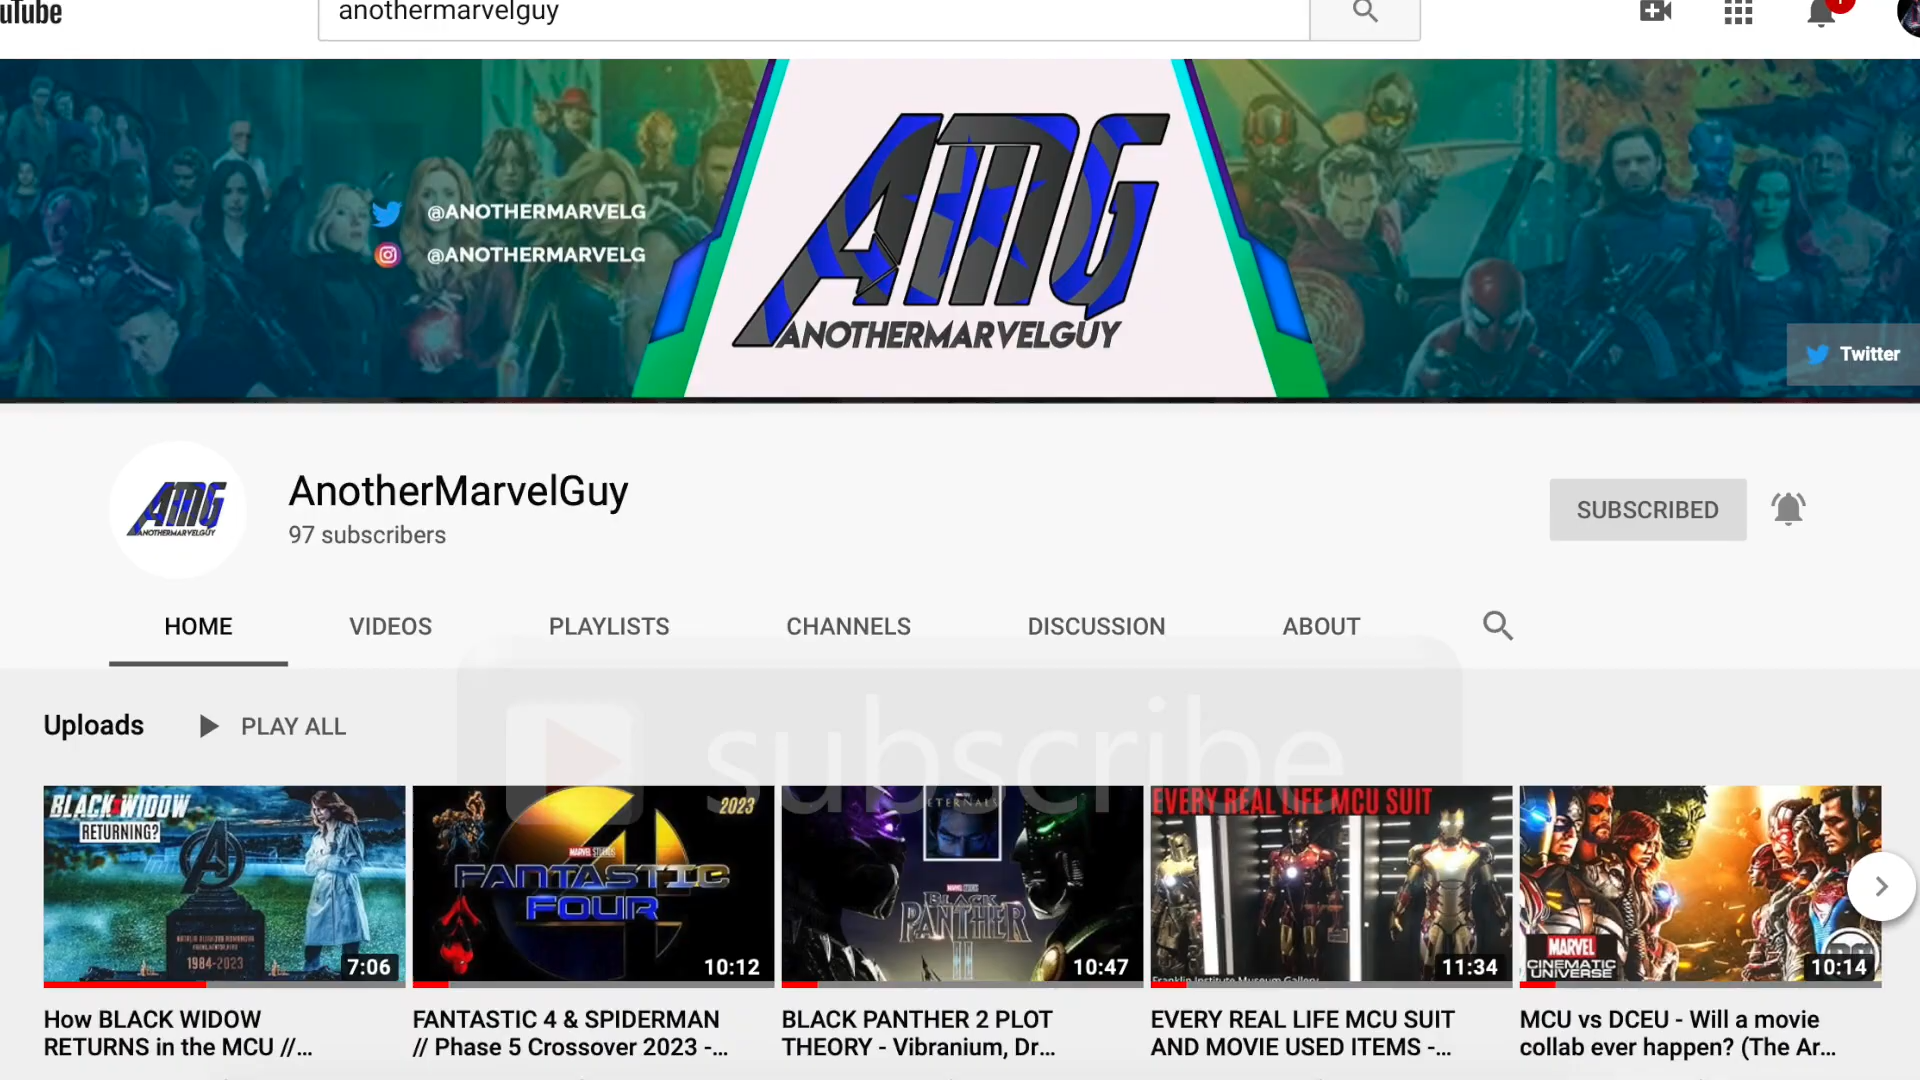 uTube
anothermarvelguy
@ANOTHERMARVELG
@ANOTHERMARVELG
AMG
ANOTHERMARVELGUY
Twitter
AMG
ANOTHERMARVELGUY
AnotherMarvelGuy
97 subscribers
SUBSCRIBED
HOME VIDEOS PLAYLISTS CHANNELS DISCUSSION ABOUT
Uploads PLAY ALL
subscribe
BLACK WIDOW
RETURNING?
1984-2023
7:06
2023
MARVEL STUDIOS
FANTASTIC
FOUR
10:12
ETERNALS
MARVEL STUDIOS
BLACK
PANTHER
II
10:47
EVERY REAL LIFE MCU SUIT
Franklin Institute Museum Gallery
11:34
MARVEL
CINEMATIC
UNIVERSE
10:14
How BLACK WIDOW
RETURNS in the MCU //...
FANTASTIC 4 & SPIDERMAN
// Phase 5 Crossover 2023 -...
BLACK PANTHER 2 PLOT
THEORY - Vibranium, Dr...
EVERY REAL LIFE MCU SUIT
AND MOVIE USED ITEMS -...
MCU vs DCEU - Will a movie
collab ever happen? (The Ar...